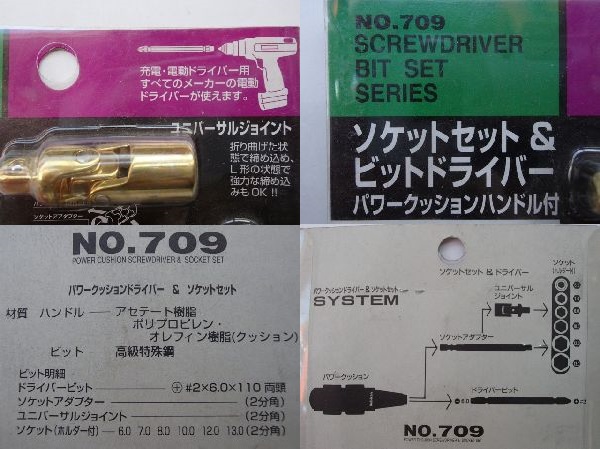 充電・電動ドライバー用
すべてのメーカーの電動
ドライバーが使えます。
ユニバーサルジョイント
折り曲げた状
態で締め込め、
L形の状態で
強力な締め込
みもOK!!
ソケットアダプター
NO.709
SCREWDRIVER
BIT SET
SERIES
ソケットセット &
ビットドライバー
パワークッションハンドル付
NO.709
POWER CUSHION SCREWDRIVER & SOCKET SET
パワークッションドライバー & ソケットセット
材質 ハンドル ── アセテート樹脂
ポリプロピレン・
オレフィン樹脂(クッション)
ビット 高級特殊鋼
ビット明細
ドライバービット ── ⊕ #2×6.0×110 両頭
ソケットアダプター ── (2分角)
ユニバーサルジョイント ── (2分角)
ソケット(ホルダー付) ── 6.0 7.0 8.0 10.0 12.0 13.0 (2分角)
ソケットセット & ドライバー
ソケット
(ホルダー付)
パワークッションドライバー & ソケットセット
SYSTEM
ユニバーサル
ジョイント
ソケットアダプター
パワークッション
ドライバービット
NO.709
POWER CUSHION SCREWDRIVER & SOCKET SET